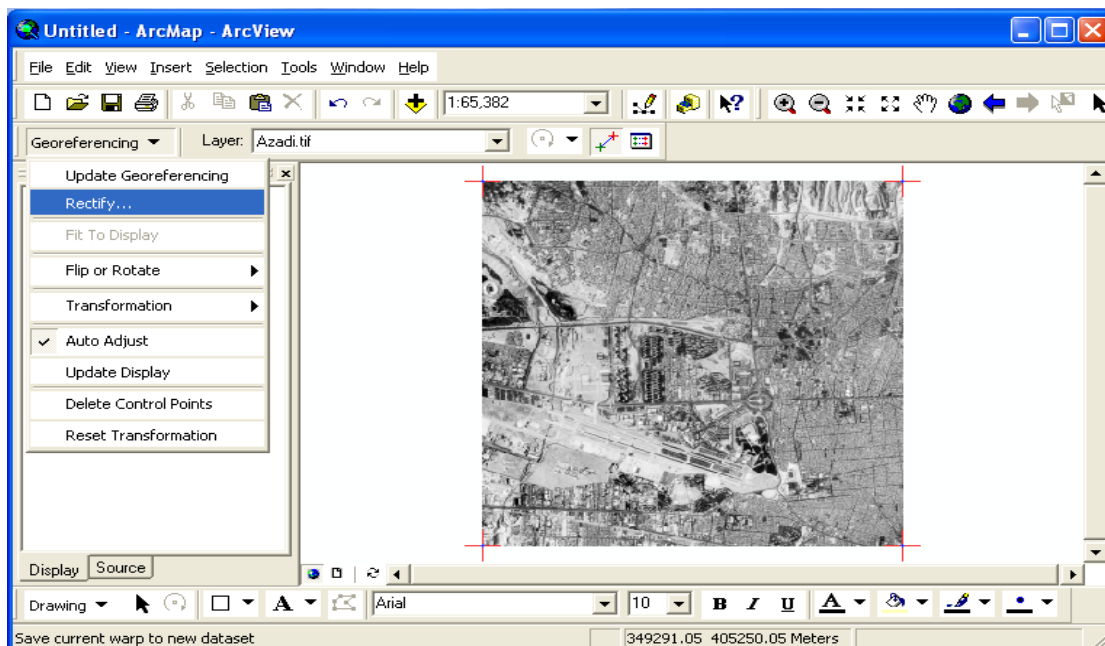 Untitled - ArcMap - ArcView
File Edit View Insert Selection Tools Window Help
1:65,382
Georeferencing Layer: Azadi.tif
Update Georeferencing
Rectify...
Fit To Display
Flip or Rotate
Transformation
Auto Adjust
Update Display
Delete Control Points
Reset Transformation
Display Source
Drawing A Arial 10 B I U A
Save current warp to new dataset 349291.05 405250.05 Meters